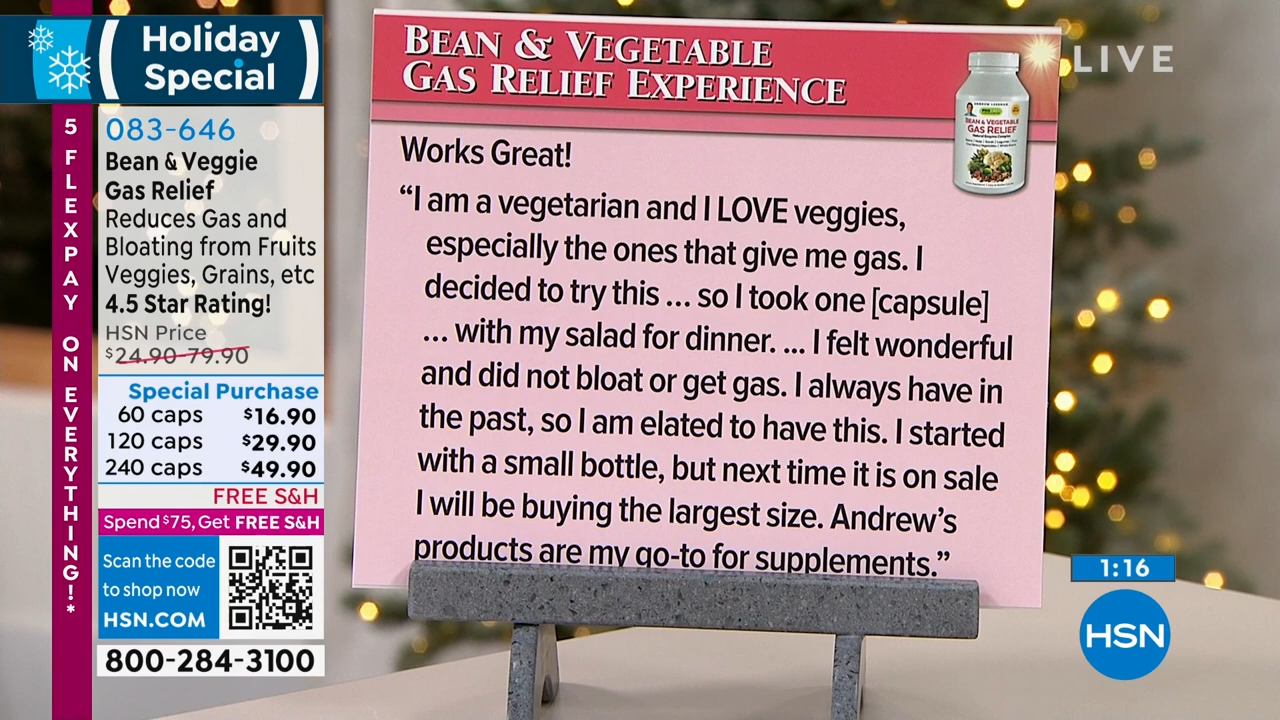 Holiday
Special
5 FLEXPAY ON EVERYTHING!*
083-646
Bean & Veggie
Gas Relief
Reduces Gas and
Bloating from Fruits
Veggies, Grains, etc
4.5 Star Rating!
HSN Price
$24.90-79.90
Special Purchase
60 caps $16.90
120 caps $29.90
240 caps $49.90
FREE S&H
Spend $75, Get FREE S&H
Scan the code
to shop now
HSN.COM
800-284-3100
BEAN & VEGETABLE
GAS RELIEF EXPERIENCE
Works Great!
“I am a vegetarian and I LOVE veggies,
especially the ones that give me gas. I
decided to try this ... so I took one [capsule]
... with my salad for dinner. ... I felt wonderful
and did not bloat or get gas. I always have in
the past, so I am elated to have this. I started
with a small bottle, but next time it is on sale
I will be buying the largest size. Andrew’s
products are my go-to for supplements.”
ANDREW LESSMAN
BEAN & VEGETABLE
GAS RELIEF
LIVE
1:16
HSN